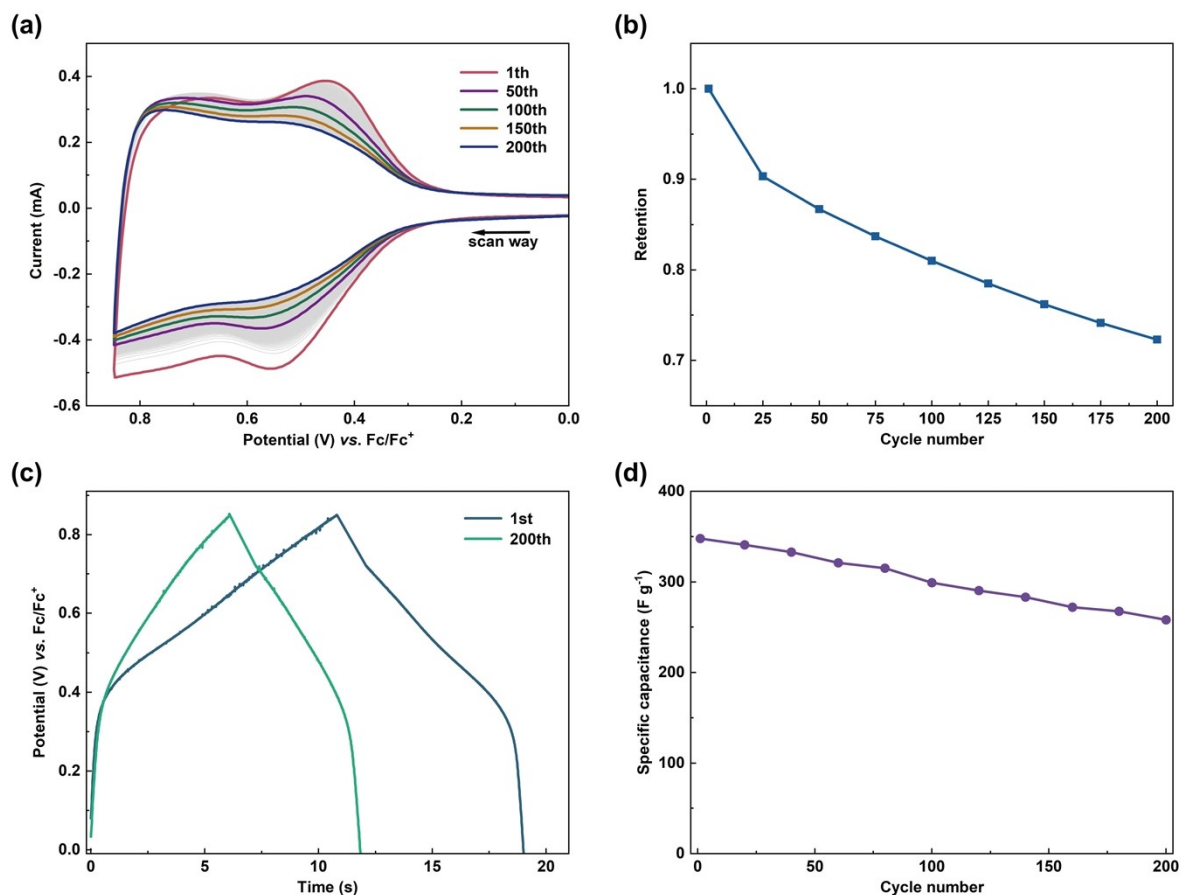 (a)
0.4
0.2
0.0
-0.2
-0.4
-0.6
Current (mA)
1th
50th
100th
150th
200th
scan way
0.8
0.6
0.4
0.2
0.0
Potential (V) vs. Fc/Fc⁺
(b)
1.0
0.9
0.8
0.7
Retention
0
25
50
75
100
125
150
175
200
Cycle number
(c)
0.8
0.6
0.4
0.2
0.0
Potential (V) vs. Fc/Fc⁺
1st
200th
0
5
10
15
20
Time (s)
(d)
400
300
200
100
0
Specific capacitance (F g⁻¹)
0
50
100
150
200
Cycle number